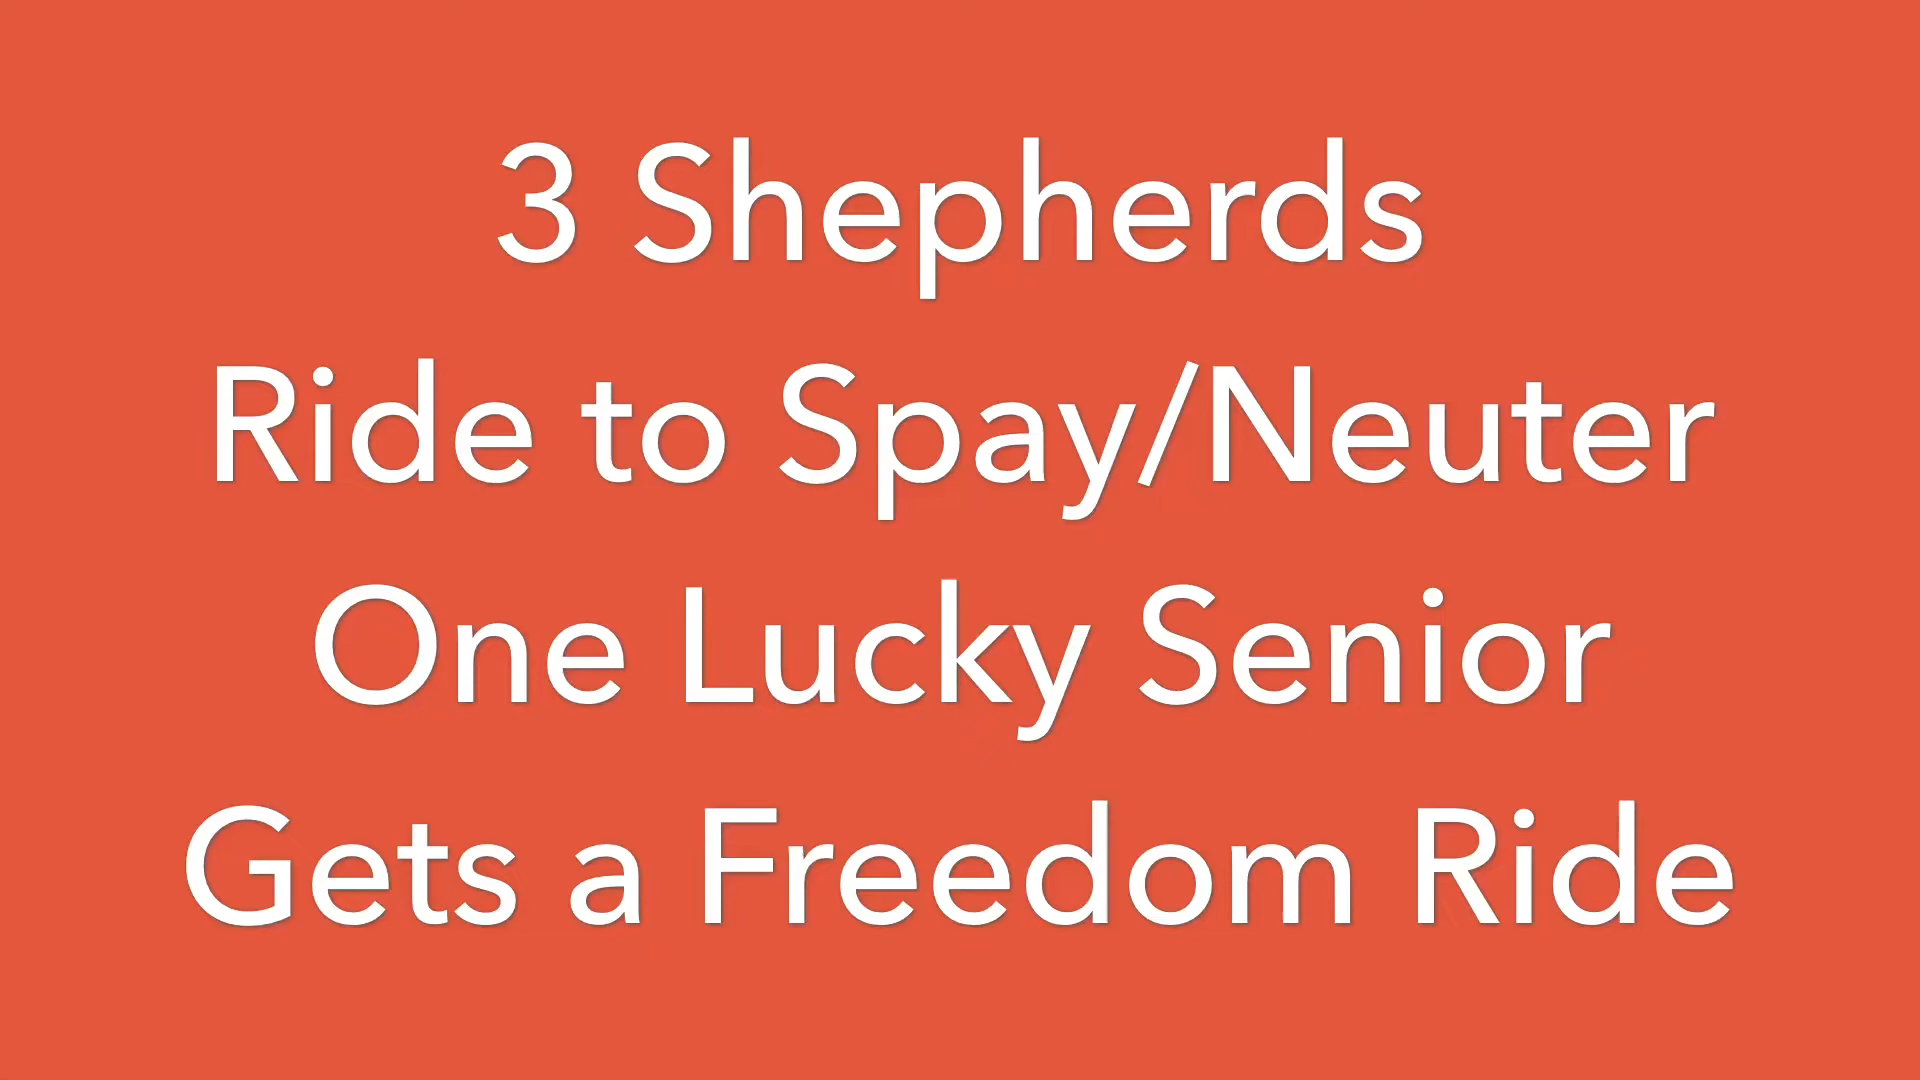 3 Shepherds
Ride to Spay/Neuter
One Lucky Senior
Gets a Freedom Ride